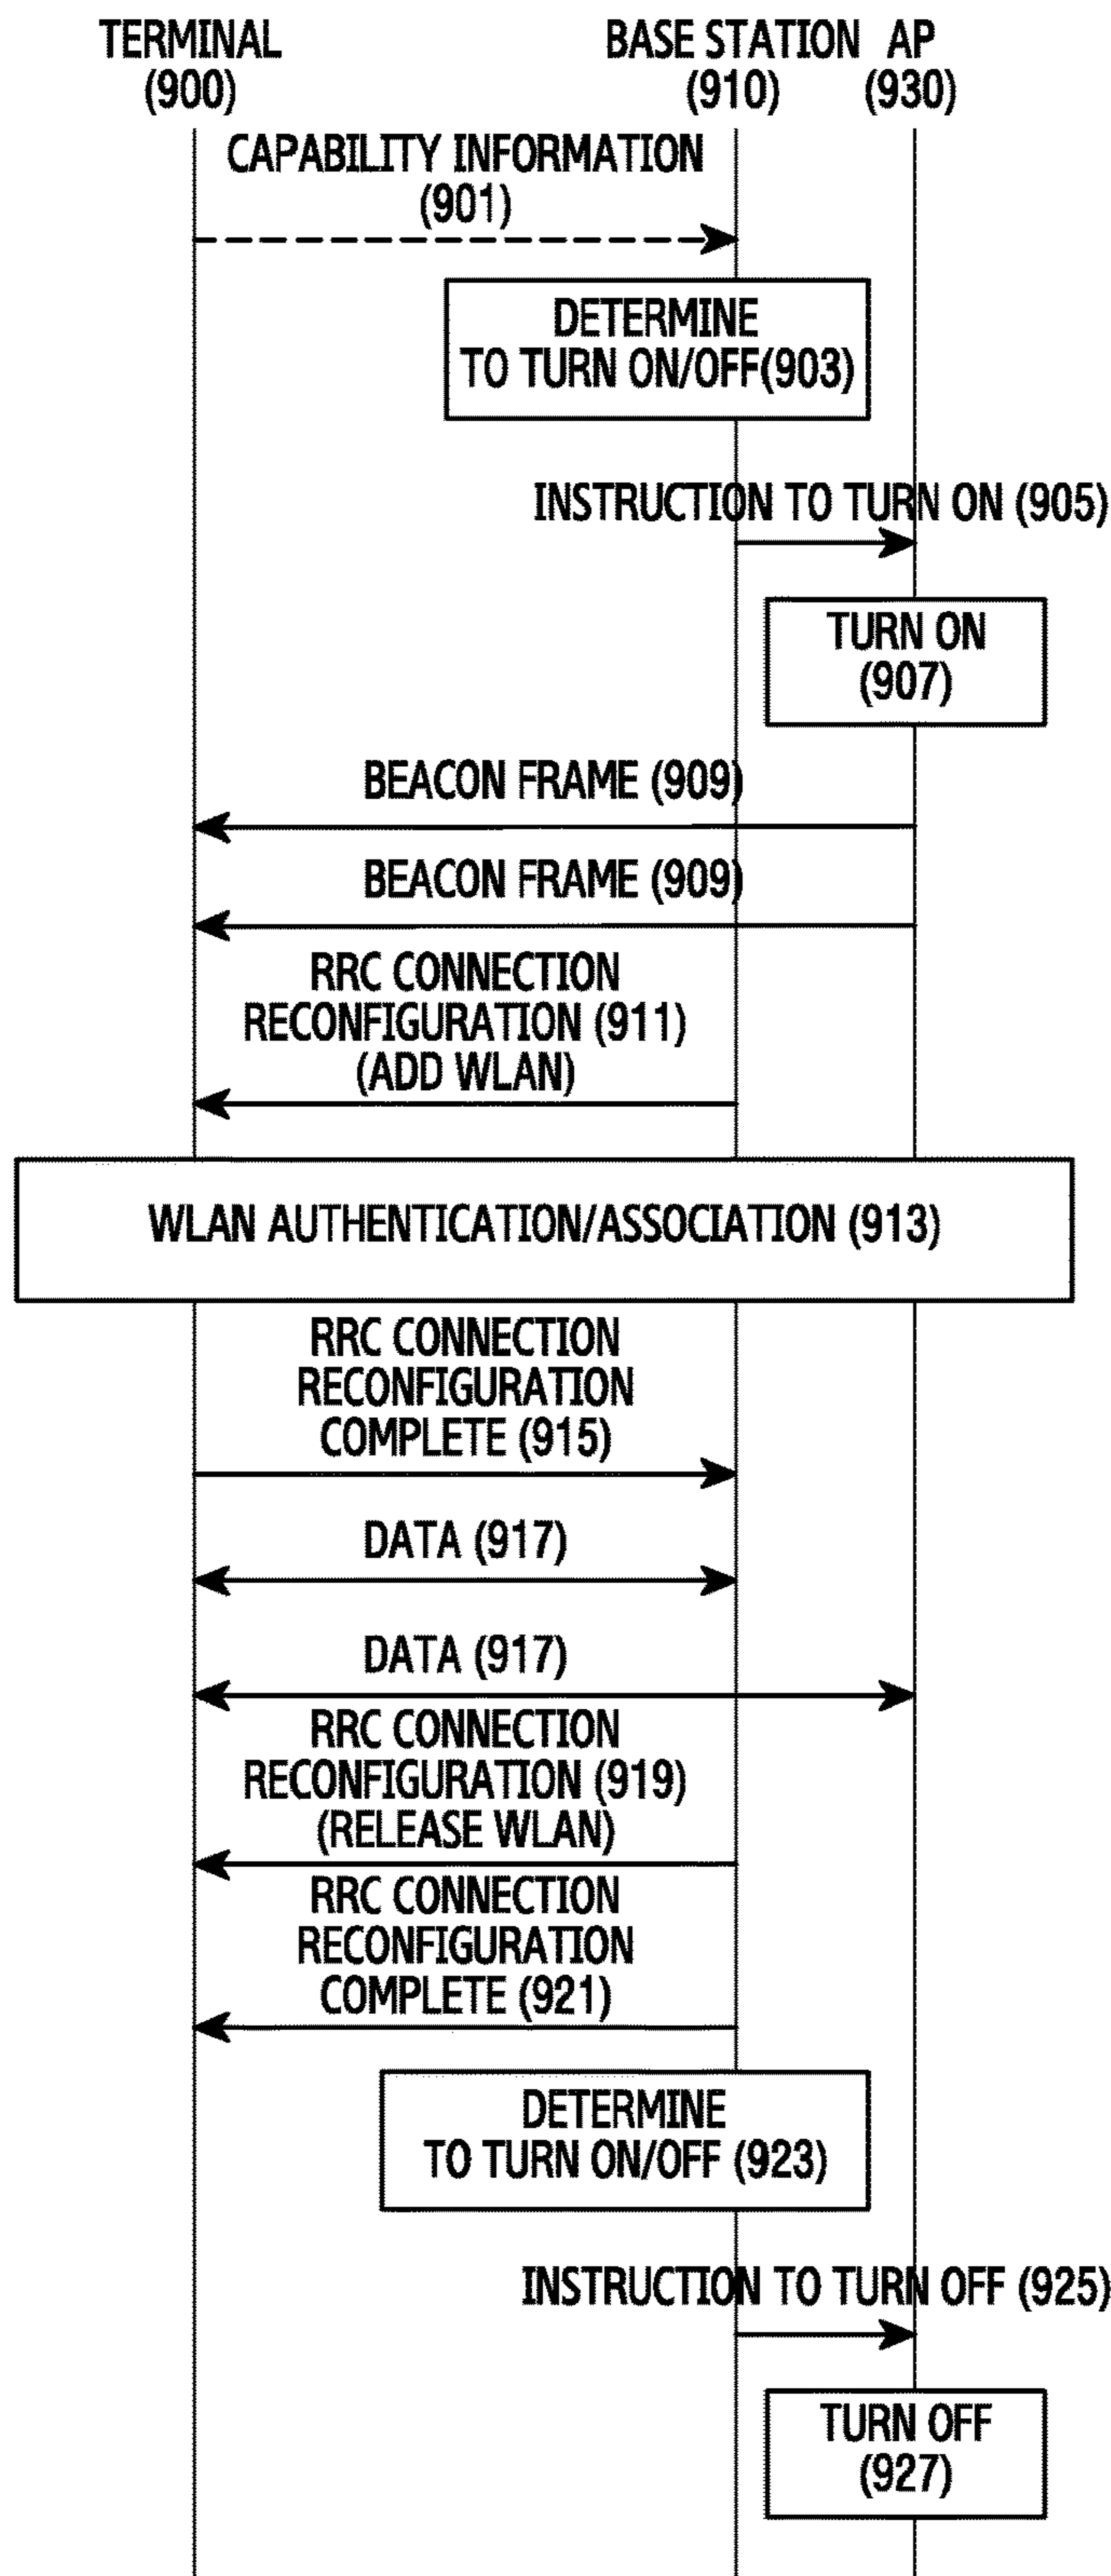 TERMINAL
(900)
BASE STATION
(910)
AP
(930)
CAPABILITY INFORMATION
(901)
DETERMINE
TO TURN ON/OFF(903)
INSTRUCTION TO TURN ON (905)
TURN ON
(907)
BEACON FRAME (909)
BEACON FRAME (909)
RRC CONNECTION
RECONFIGURATION (911)
(ADD WLAN)
WLAN AUTHENTICATION/ASSOCIATION (913)
RRC CONNECTION
RECONFIGURATION
COMPLETE (915)
DATA (917)
DATA (917)
RRC CONNECTION
RECONFIGURATION (919)
(RELEASE WLAN)
RRC CONNECTION
RECONFIGURATION
COMPLETE (921)
DETERMINE
TO TURN ON/OFF (923)
INSTRUCTION TO TURN OFF (925)
TURN OFF
(927)